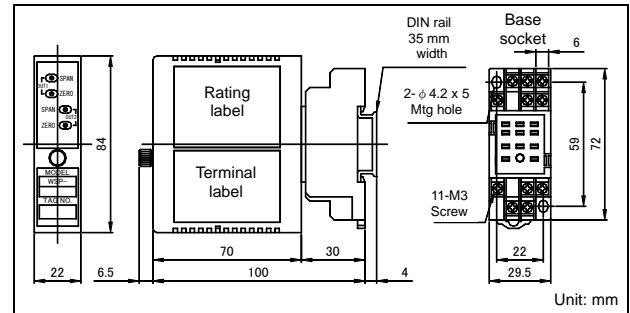 DIN rail
35 mm
width
Base
socket
6
SPAN
OUT1
ZERO
SPAN
OUT2
ZERO
Rating
label
2- φ 4.2 x 5
Mtg hole
84
59
72
MODEL
WSP-
TAG NO.
Terminal
label
11-M3
Screw
70
30
22
22
6.5
100
4
29.5
Unit: mm